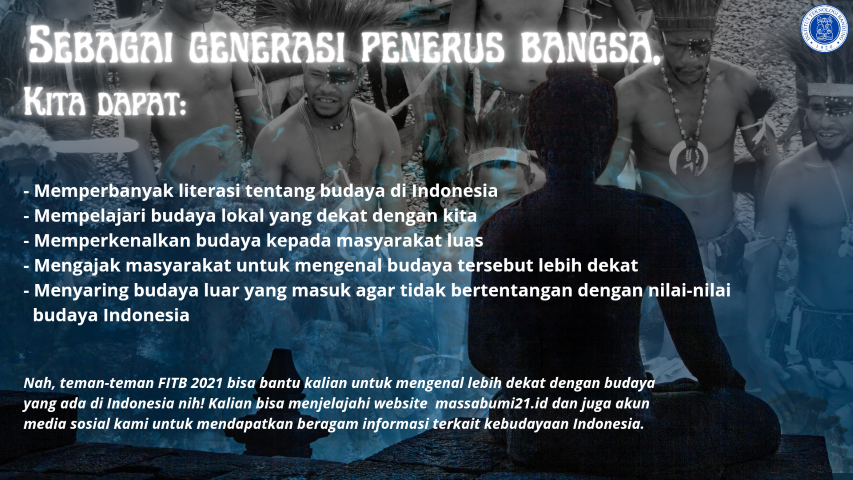 Sebagai generasi penerus bangsa,
Kita dapat:
- Memperbanyak literasi tentang budaya di Indonesia
- Mempelajari budaya lokal yang dekat dengan kita
- Memperkenalkan budaya kepada masyarakat luas
- Mengajak masyarakat untuk mengenal budaya tersebut lebih dekat
- Menyaring budaya luar yang masuk agar tidak bertentangan dengan nilai-nilai
budaya Indonesia
Nah, teman-teman FITB 2021 bisa bantu kalian untuk mengenal lebih dekat dengan budaya
yang ada di Indonesia nih! Kalian bisa menjelajahi website massabumi21.id dan juga akun
media sosial kami untuk mendapatkan beragam informasi terkait kebudayaan Indonesia.
INSTITUT TEKNOLOGI BANDUNG
1920